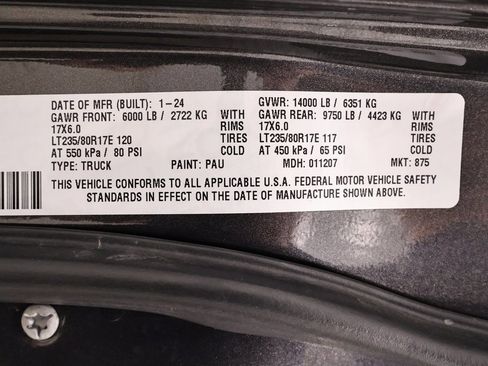 DATE OF MFR (BUILT): 1-24 GVWR: 14000 LB / 6351 KG
GAWR FRONT: 6000 LB / 2722 KG WITH GAWR REAR: 9750 LB / 4423 KG WITH
17X6.0 RIMS 17X6.0 RIMS
LT235/80R17E 120 TIRES LT235/80R17E 117 TIRES
AT 550 kPa / 80 PSI COLD AT 450 kPa / 65 PSI COLD
TYPE: TRUCK PAINT: PAU MDH: 011207 MKT: 875
THIS VEHICLE CONFORMS TO ALL APPLICABLE U.S.A. FEDERAL MOTOR VEHICLE SAFETY
STANDARDS IN EFFECT ON THE DATE OF MANUFACTURE SHOWN ABOVE.